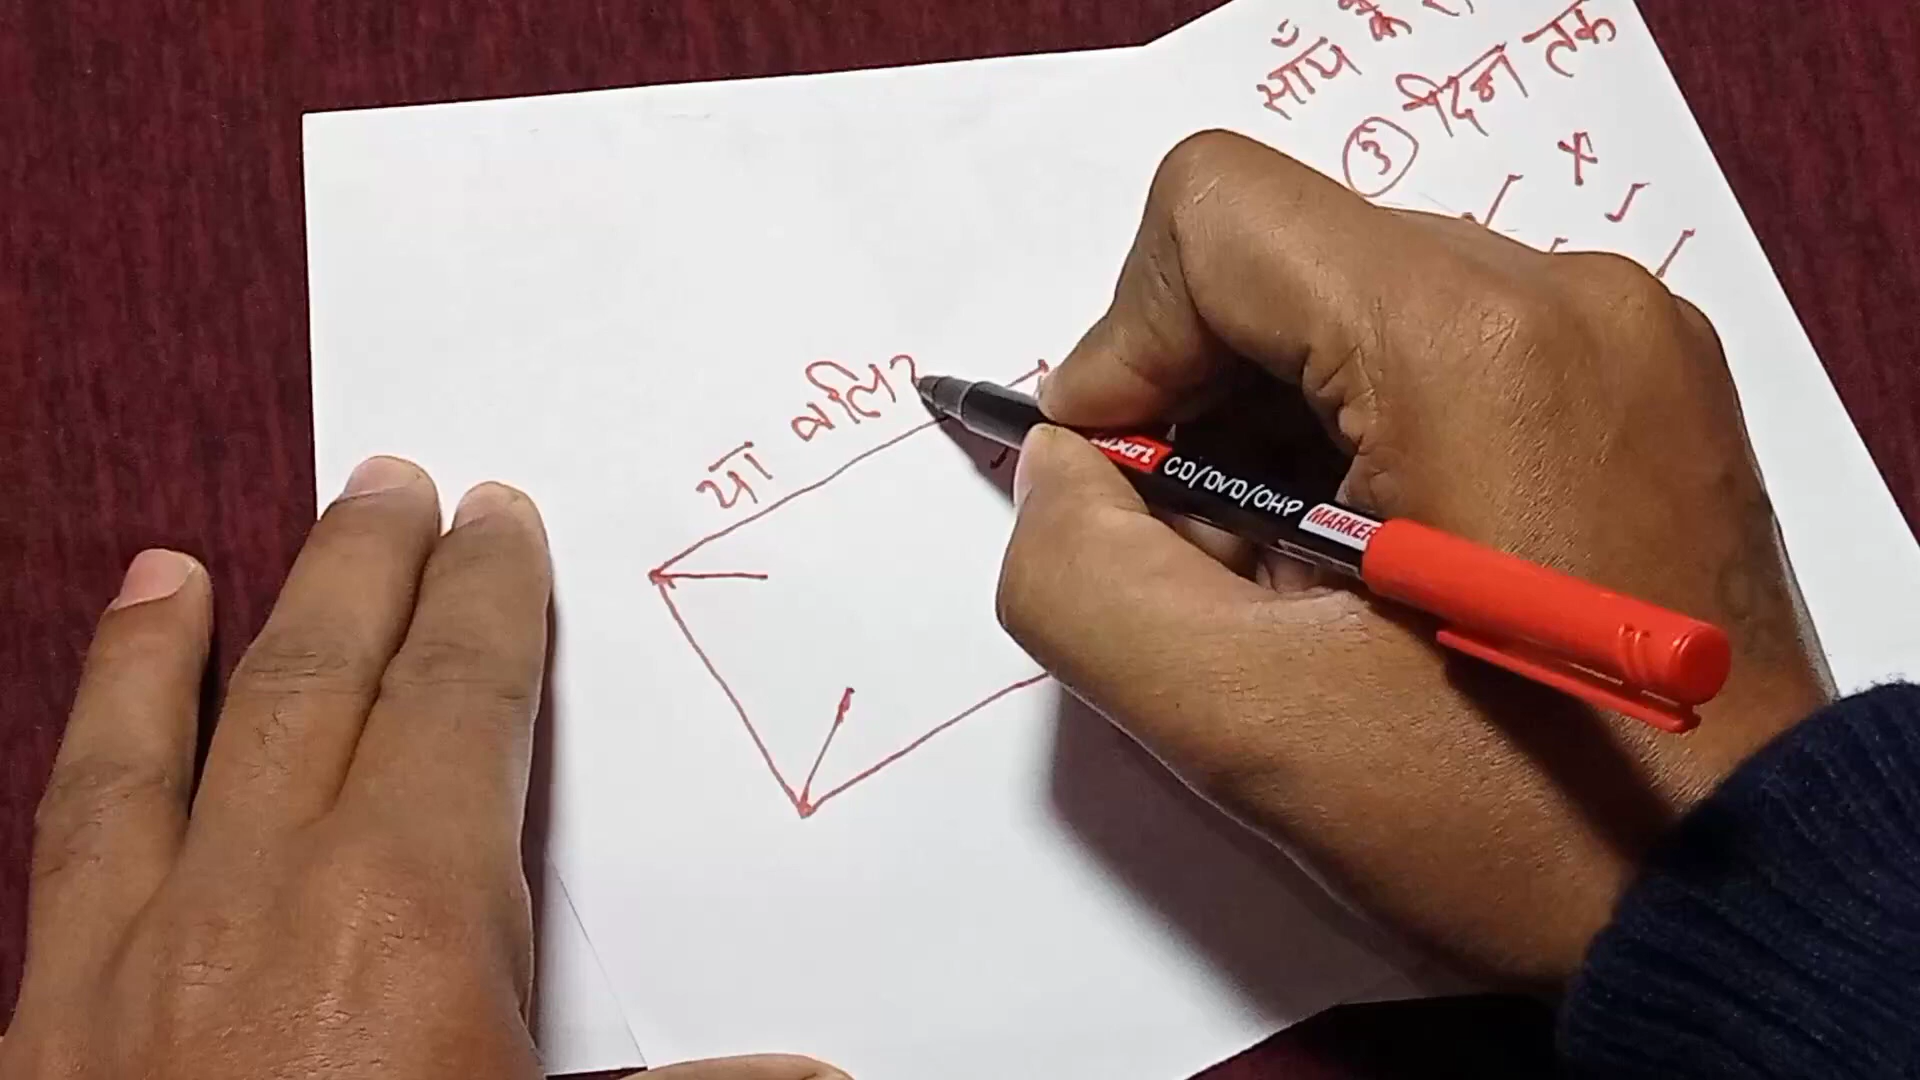 साँप के
③ दिन तक
×
या
Luxor CD/DVD/OHP MARKER